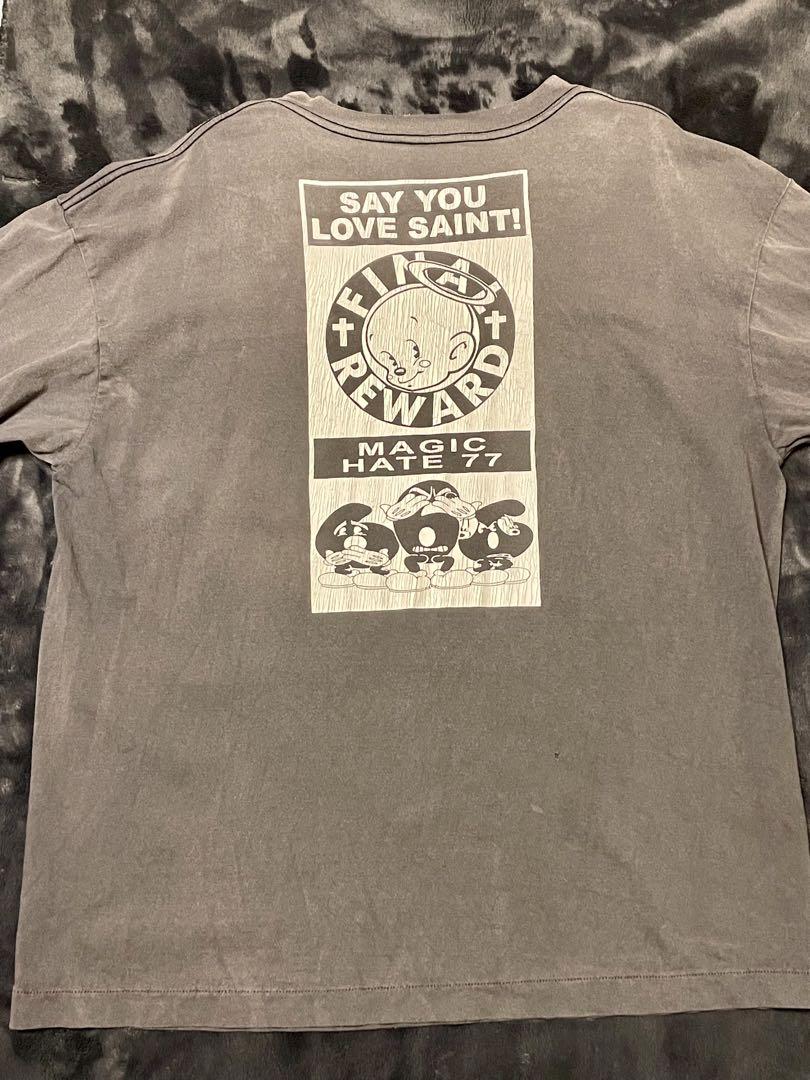 SAY YOU
LOVE SAINT!
FINAL
REWARD
MAGIC
HATE 77